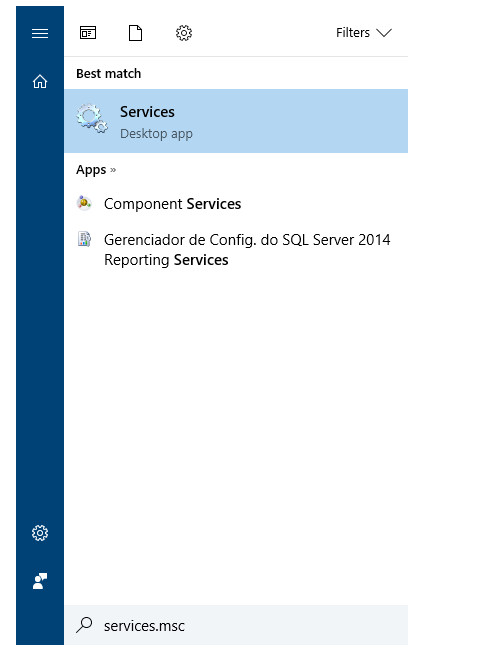 Filters
Best match
Services
Desktop app
Apps »
Component Services
Gerenciador de Config. do SQL Server 2014
Reporting Services
services.msc